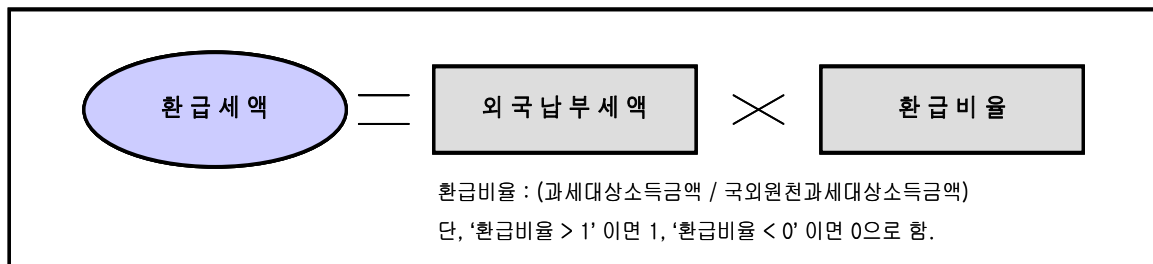 환급세액 = 외국납부세액 × 환급비율
환급비율 : (과세대상소득금액 / 국외원천과세대상소득금액)
단, ‘환급비율 > 1’ 이면 1, ‘환급비율 < 0’ 이면 0으로 함.